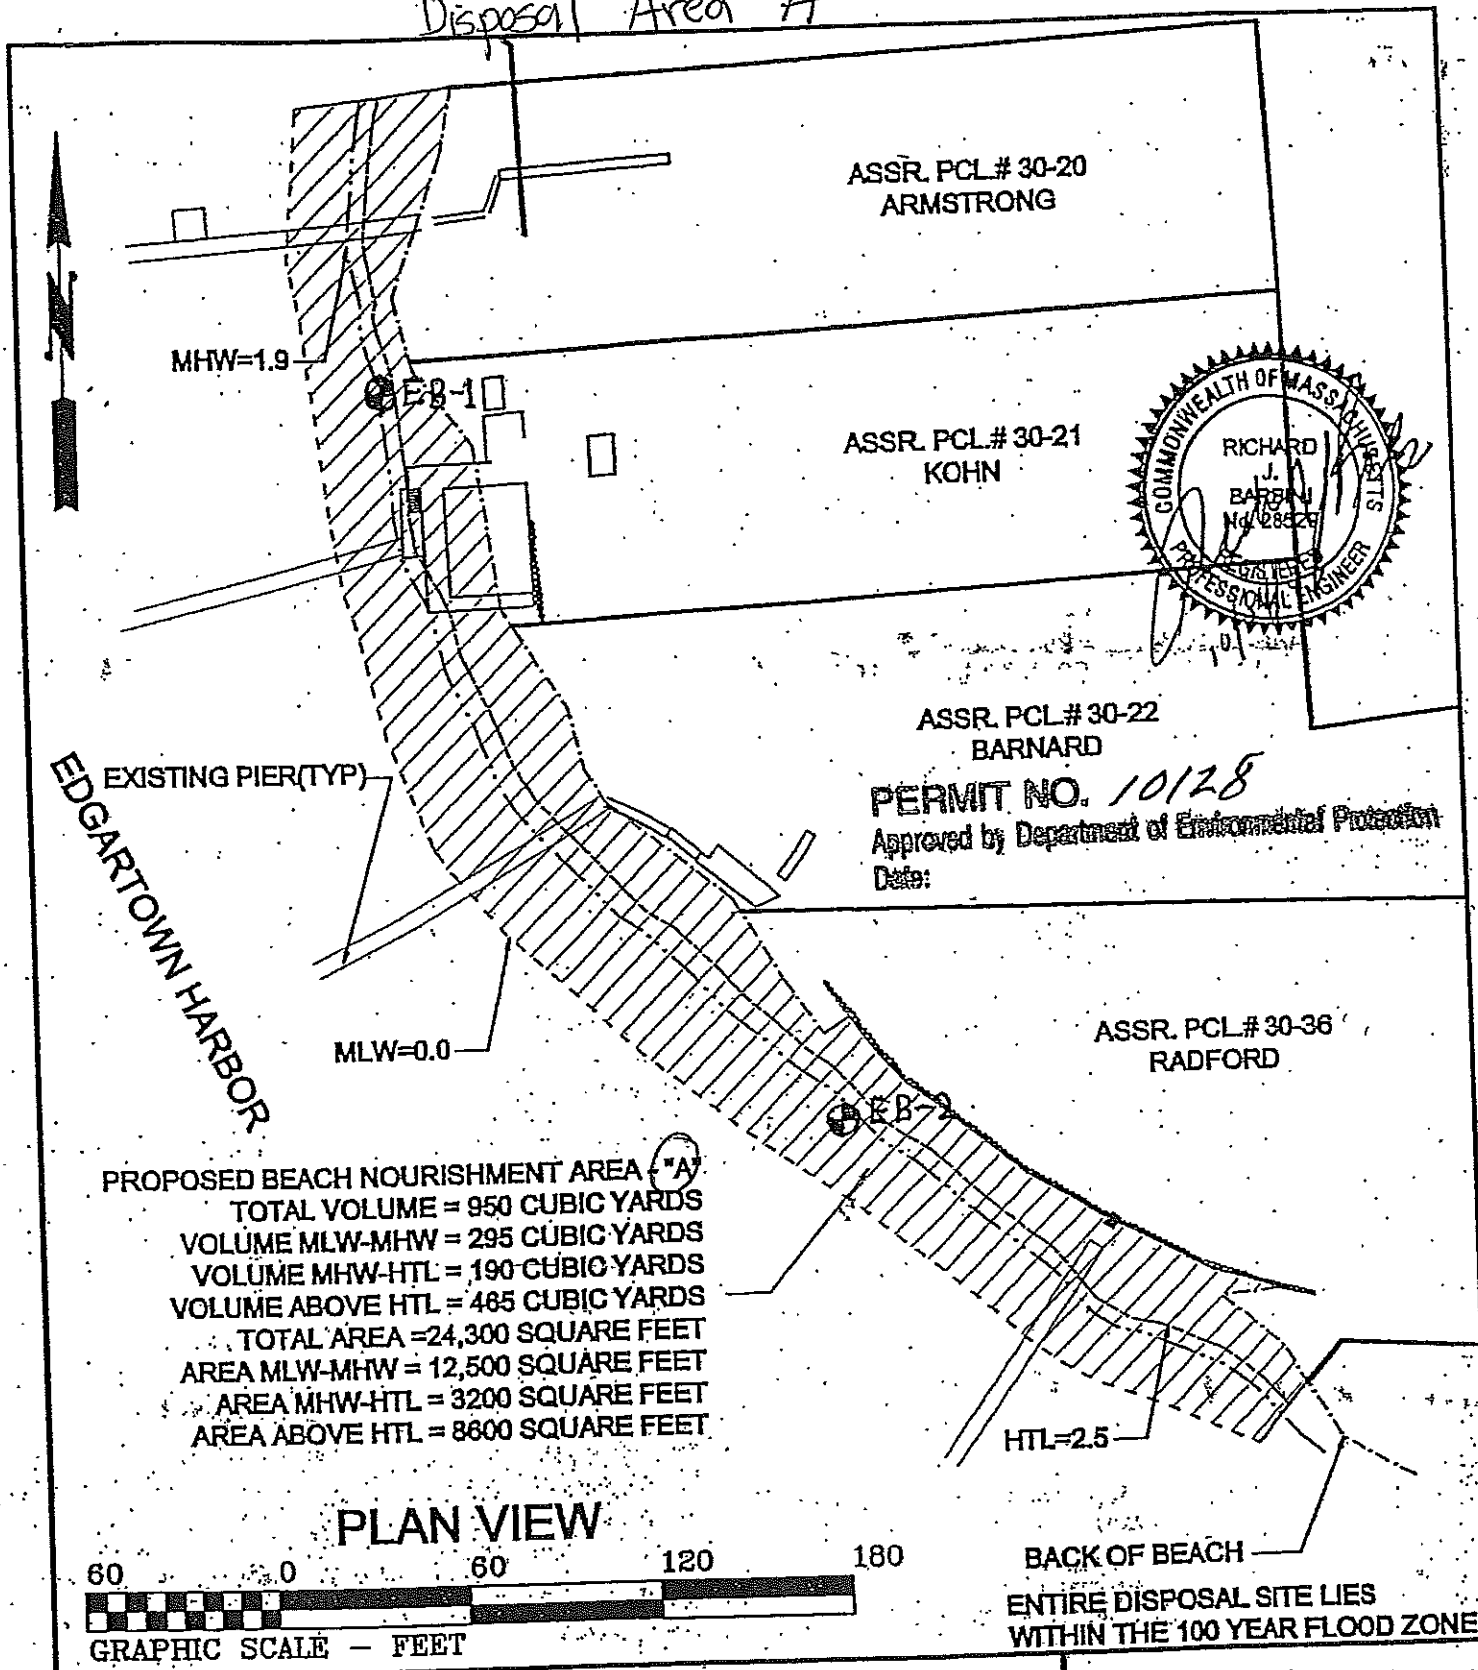 Disposal Area A
ASSR. PCL.# 30-20
ARMSTRONG
N
MHW=1.9
EB-1
ASSR. PCL.# 30-21
KOHN
COMMONWEALTH OF MASSACHUSETTS
RICHARD
J.
BARBINI
No. 28529
REGISTERED
PROFESSIONAL ENGINEER
ASSR. PCL.# 30-22
BARNARD
EXISTING PIER(TYP)
PERMIT NO. 10128
Approved by Department of Environmental Protection
Date:
EDGARTOWN HARBOR
MLW=0.0
ASSR. PCL.# 30-36
RADFORD
EB-2
PROPOSED BEACH NOURISHMENT AREA - "A"
TOTAL VOLUME = 950 CUBIC YARDS
VOLUME MLW-MHW = 295 CUBIC YARDS
VOLUME MHW-HTL = 190 CUBIC YARDS
VOLUME ABOVE HTL = 465 CUBIC YARDS
TOTAL AREA =24,300 SQUARE FEET
AREA MLW-MHW = 12,500 SQUARE FEET
AREA MHW-HTL = 3200 SQUARE FEET
AREA ABOVE HTL = 8600 SQUARE FEET
HTL=2.5
PLAN VIEW
60 0 60 120 180
GRAPHIC SCALE - FEET
BACK OF BEACH
ENTIRE DISPOSAL SITE LIES
WITHIN THE 100 YEAR FLOOD ZONE